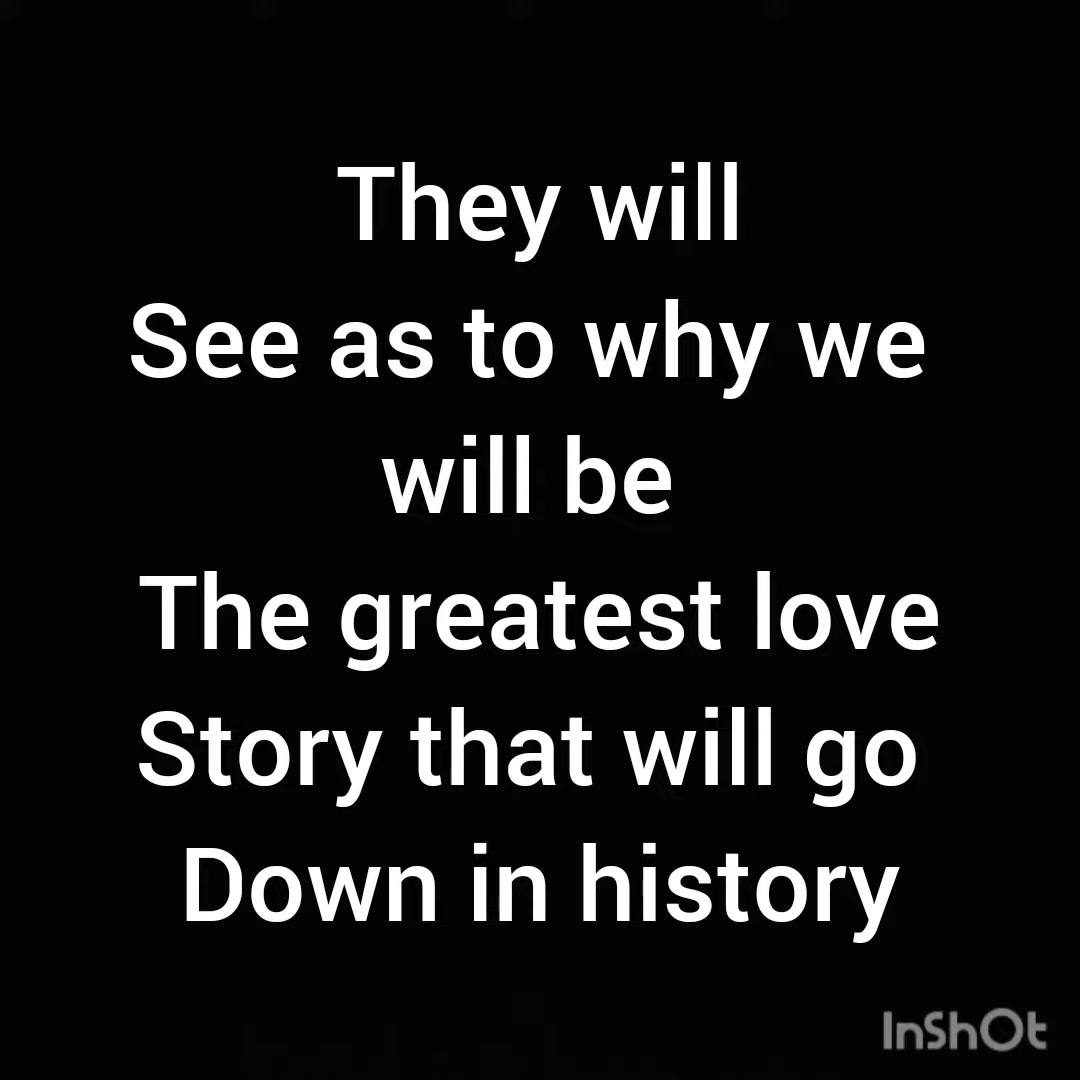 They will
See as to why we
will be
The greatest love
Story that will go
Down in history
InShOt